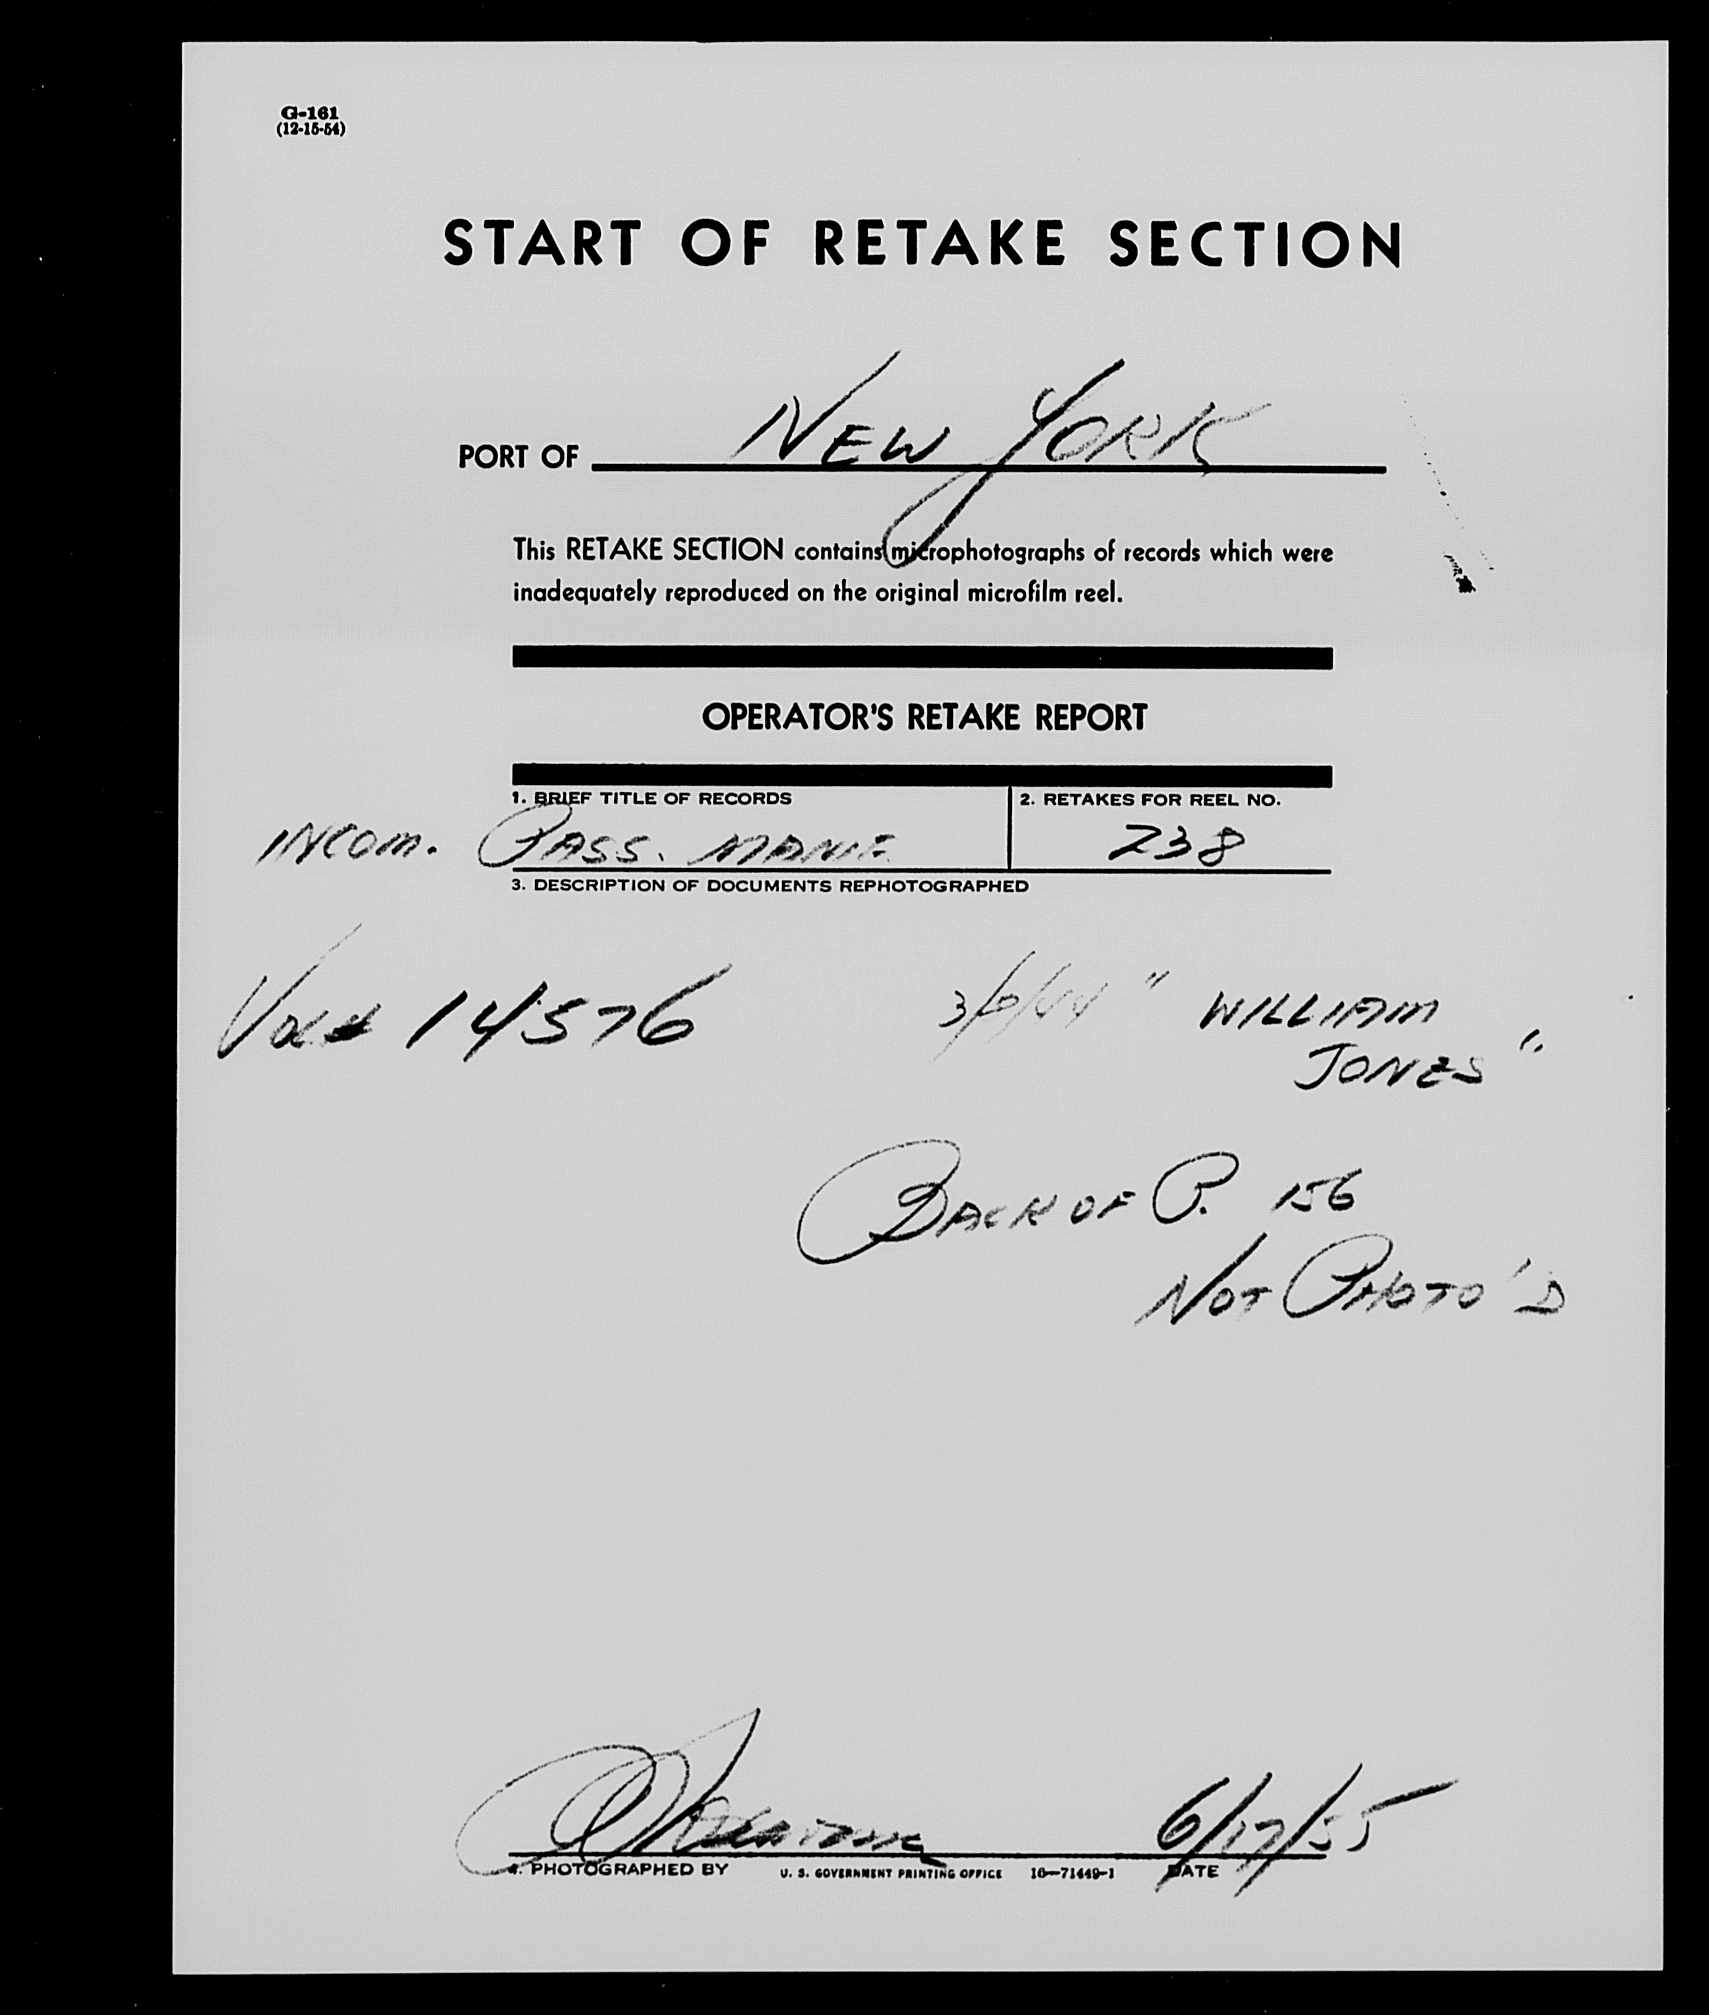 G-161
(12-15-54)
START OF RETAKE SECTION
PORT OF NEW YORK
This RETAKE SECTION contains microphotographs of records which were
inadequately reproduced on the original microfilm reel.
OPERATOR'S RETAKE REPORT
1. BRIEF TITLE OF RECORDS 2. RETAKES FOR REEL NO.
INCOM. PASS. MANIF. 238
3. DESCRIPTION OF DOCUMENTS REPHOTOGRAPHED
14576 " WILLIAM
JONES "
BACK OF P. 156
NOT PHOTO'D
6/17/55
4. PHOTOGRAPHED BY U. S. GOVERNMENT PRINTING OFFICE 16—71449-1 DATE